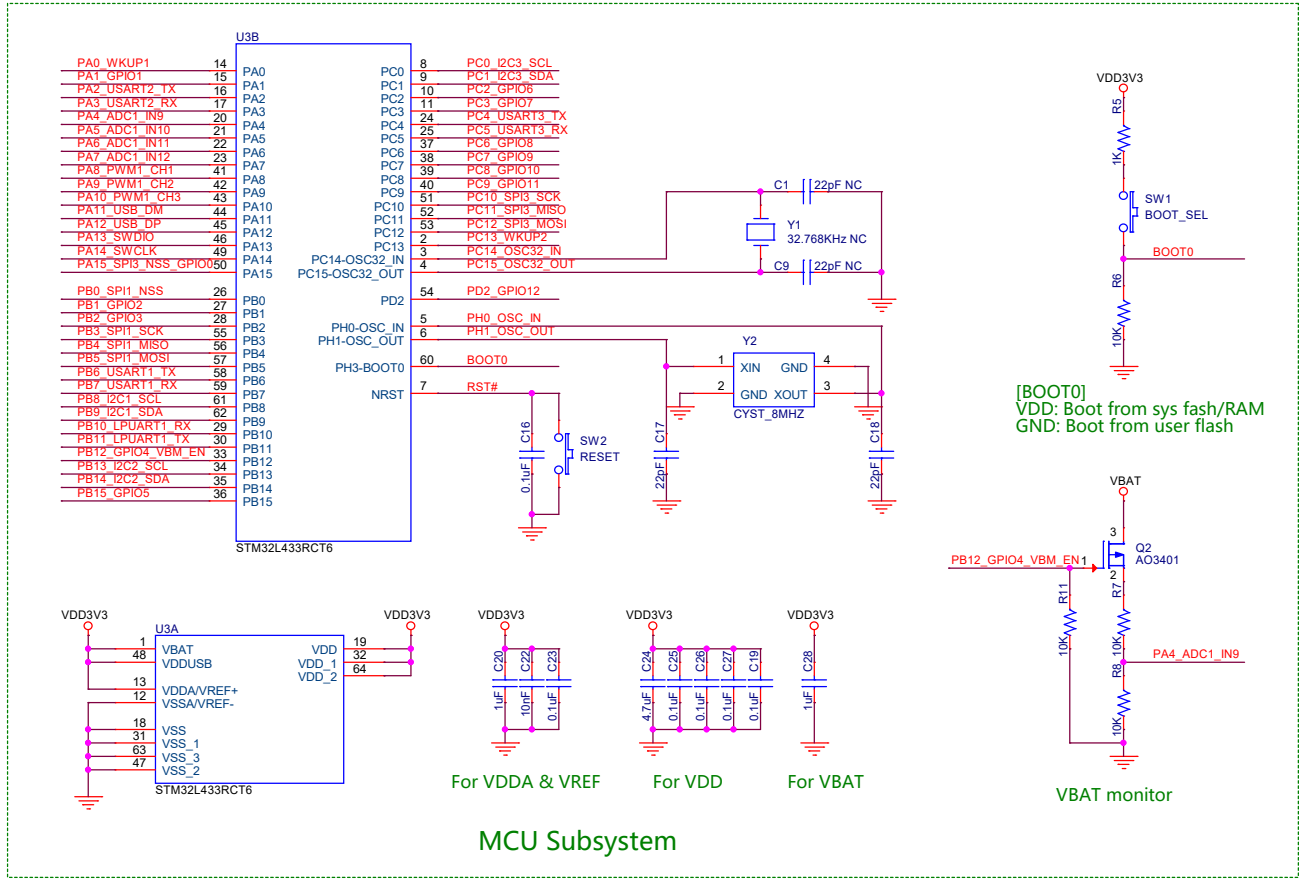 U3B
PA0_WKUP1 14 PA0
PA1_GPIO1 15 PA1
PA2_USART2_TX 16 PA2
PA3_USART2_RX 17 PA3
PA4_ADC1_IN9 20 PA4
PA5_ADC1_IN10 21 PA5
PA6_ADC1_IN11 22 PA6
PA7_ADC1_IN12 23 PA7
PA8_PWM1_CH1 41 PA8
PA9_PWM1_CH2 42 PA9
PA10_PWM1_CH3 43 PA10
PA11_USB_DM 44 PA11
PA12_USB_DP 45 PA12
PA13_SWDIO 46 PA13
PA14_SWCLK 49 PA14
PA15_SPI3_NSS_GPIO0 50 PA15
PB0_SPI1_NSS 26 PB0
PB1_GPIO2 27 PB1
PB2_GPIO3 28 PB2
PB3_SPI1_SCK 55 PB3
PB4_SPI1_MISO 56 PB4
PB5_SPI1_MOSI 57 PB5
PB6_USART1_TX 58 PB6
PB7_USART1_RX 59 PB7
PB8_I2C1_SCL 61 PB8
PB9_I2C1_SDA 62 PB9
PB10_LPUART1_RX 29 PB10
PB11_LPUART1_TX 30 PB11
PB12_GPIO4_VBM_EN 33 PB12
PB13_I2C2_SCL 34 PB13
PB14_I2C2_SDA 35 PB14
PB15_GPIO5 36 PB15
PC0 8 PC0_I2C3_SCL
PC1 9 PC1_I2C3_SDA
PC2 10 PC2_GPIO6
PC3 11 PC3_GPIO7
PC4 24 PC4_USART3_TX
PC5 25 PC5_USART3_RX
PC6 37 PC6_GPIO8
PC7 38 PC7_GPIO9
PC8 39 PC8_GPIO10
PC9 40 PC9_GPIO11
PC10 51 PC10_SPI3_SCK
PC11 52 PC11_SPI3_MISO
PC12 53 PC12_SPI3_MOSI
PC13 2 PC13_WKUP2
PC14-OSC32_IN 3 PC14_OSC32_IN
PC15-OSC32_OUT 4 PC15_OSC32_OUT
PD2 54 PD2_GPIO12
PH0-OSC_IN 5 PH0_OSC_IN
PH1-OSC_OUT 6 PH1_OSC_OUT
PH3-BOOT0 60 BOOT0
NRST 7 RST#
STM32L433RCT6
C1 22pF NC
Y1
32.768KHz NC
C9 22pF NC
Y2
1 XIN GND 4
2 GND XOUT 3
CYST_8MHZ
C16
0.1uF
SW2
RESET
C17
22pF
C18
22pF
VDD3V3
R5
1K
SW1
BOOT_SEL
BOOT0
R6
10K
[BOOT0]
VDD: Boot from sys fash/RAM
GND: Boot from user flash
VBAT
3
Q2
AO3401
PB12_GPIO4_VBM_EN 1
2
R11
10K
R7
10K
PA4_ADC1_IN9
R8
10K
VBAT monitor
VDD3V3
VDD3V3
U3A
1 VBAT
48 VDDUSB
13 VDDA/VREF+
12 VSSA/VREF-
18 VSS
31 VSS_1
63 VSS_3
47 VSS_2
VDD 19
VDD_1 32
VDD_2 64
STM32L433RCT6
VDD3V3
C20
1uF
C22
10nF
C23
0.1uF
For VDDA & VREF
VDD3V3
C24
4.7uF
C25
0.1uF
C26
0.1uF
C27
0.1uF
C19
0.1uF
For VDD
VDD3V3
C28
1uF
For VBAT
MCU Subsystem